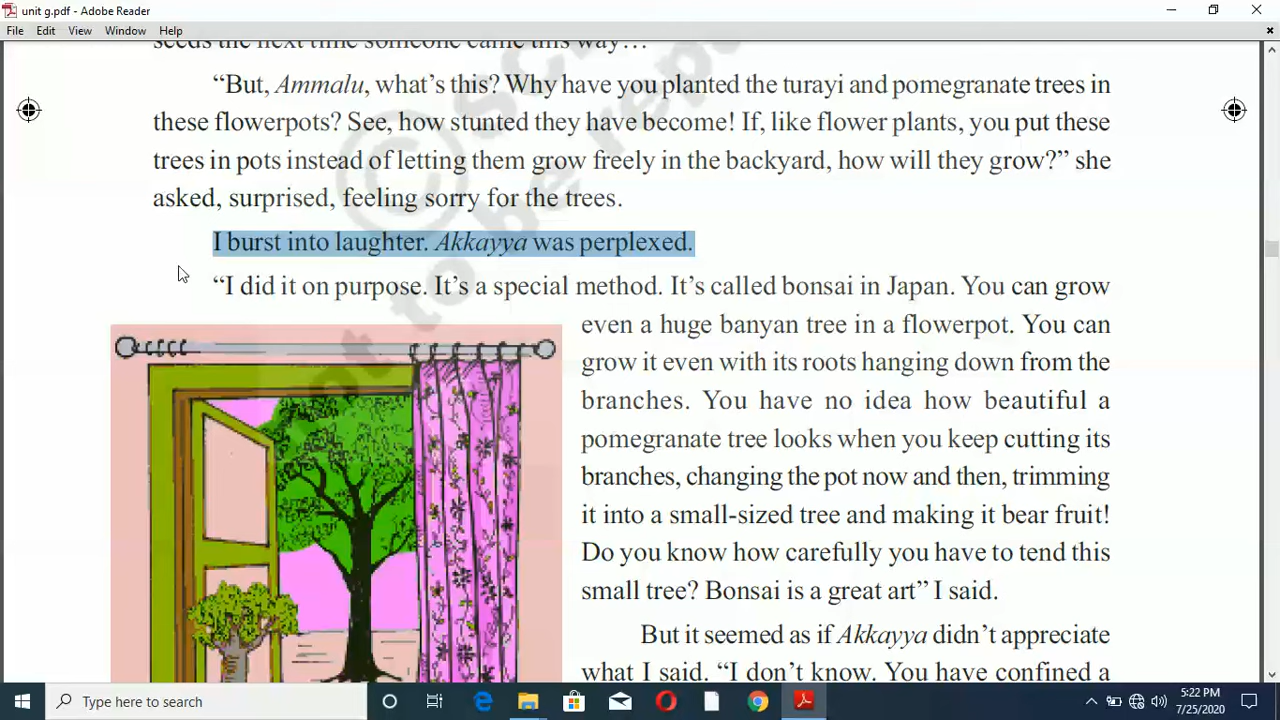 unit g.pdf - Adobe Reader
File Edit View Window Help
seeds the next time someone came this way…
“But, Ammalu, what’s this? Why have you planted the turayi and pomegranate trees in
these flowerpots? See, how stunted they have become! If, like flower plants, you put these
trees in pots instead of letting them grow freely in the backyard, how will they grow?” she
asked, surprised, feeling sorry for the trees.
I burst into laughter. Akkayya was perplexed.
“I did it on purpose. It’s a special method. It’s called bonsai in Japan. You can grow
even a huge banyan tree in a flowerpot. You can
grow it even with its roots hanging down from the
branches. You have no idea how beautiful a
pomegranate tree looks when you keep cutting its
branches, changing the pot now and then, trimming
it into a small-sized tree and making it bear fruit!
Do you know how carefully you have to tend this
small tree? Bonsai is a great art” I said.
But it seemed as if Akkayya didn’t appreciate
what I said. “I don’t know. You have confined a
Type here to search
5:22 PM
7/25/2020